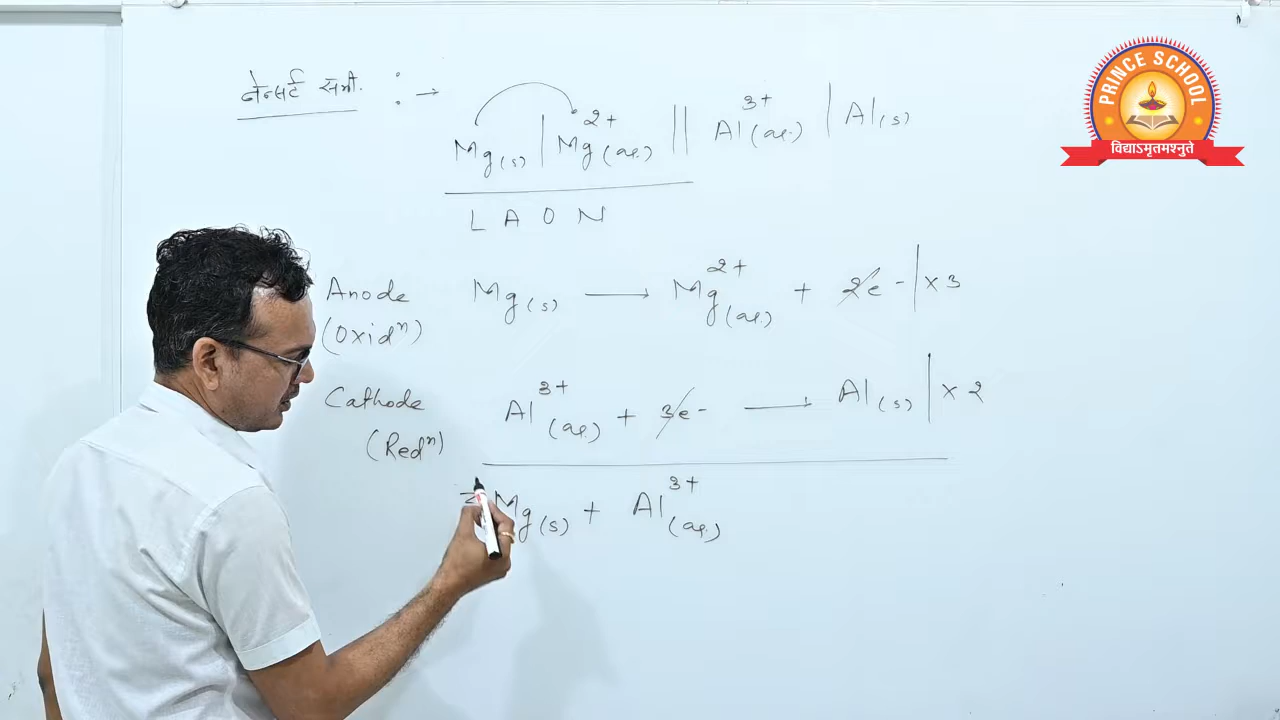 नेर्नस्ट समी. :→ Mg(s) | Mg²⁺(aq.) || Al³⁺(aq.) | Al(s)
L A O N
Anode Mg(s) ⟶ Mg²⁺(aq.) + 2e- | x 3
(Oxidⁿ)
Cathode Al³⁺(aq.) + 3e- ⟶ Al(s) | x 2
(Redⁿ)
Mg(s) + Al³⁺(aq.)
PRINCE SCHOOL
विद्याऽमृतमश्नुते